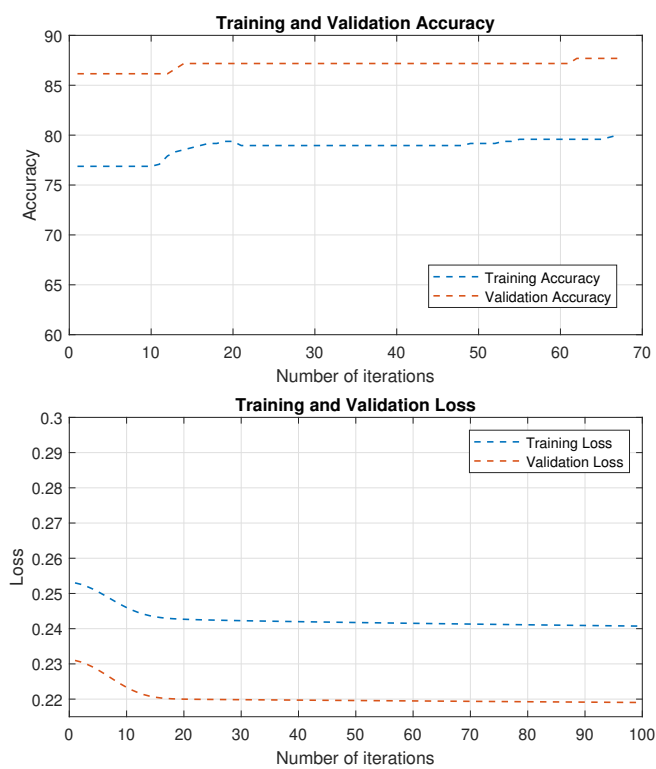 Training and Validation Accuracy
90
85
80
75
70
65
60
Accuracy
Training Accuracy
Validation Accuracy
0 10 20 30 40 50 60 70
Number of iterations
Training and Validation Loss
0.3
0.29
0.28
0.27
0.26
0.25
0.24
0.23
0.22
Loss
Training Loss
Validation Loss
0 10 20 30 40 50 60 70 80 90 100
Number of iterations